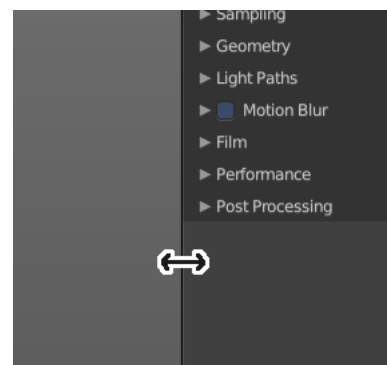 Sampling
Geometry
Light Paths
Motion Blur
Film
Performance
Post Processing